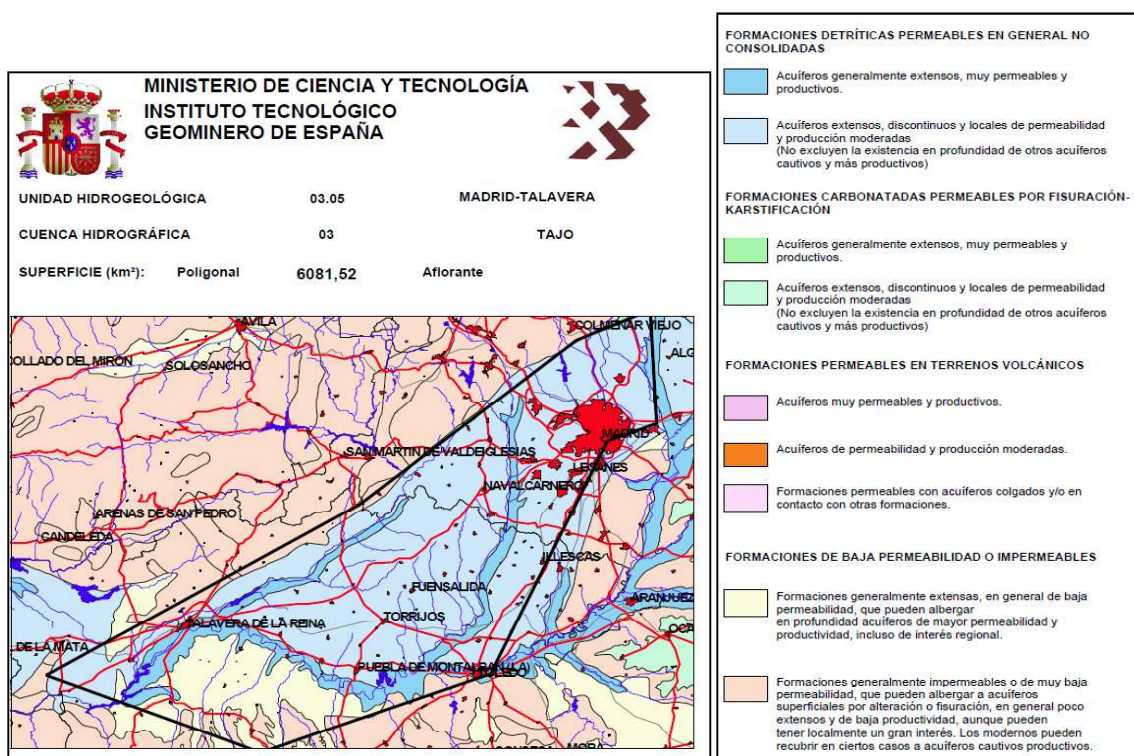 MINISTERIO DE CIENCIA Y TECNOLOGÍA
INSTITUTO TECNOLÓGICO
GEOMINERO DE ESPAÑA
UNIDAD HIDROGEOLÓGICA 03.05 MADRID-TALAVERA
CUENCA HIDROGRÁFICA 03 TAJO
SUPERFICIE (km²): Poligonal 6081,52 Aflorante
AVILA
COLMENAR VIEJO
ALG
OLLADO DEL MIRON
SOLOSANCHO
MADRID
SAN MARTIN DE VALDEIGLESIAS
LEGANES
NAVALCARNERO
ARENAS DE SAN PEDRO
CANDELEDA
ILLESCAS
FUENSALIDA
ARANJUEZ
TALAVERA DE LA REINA
TORRIJOS
OCA
DE LA MATA
PUEBLA DE MONTALBAN (LA)
TOLEDO
MORA
FORMACIONES DETRÍTICAS PERMEABLES EN GENERAL NO
CONSOLIDADAS
Acuíferos generalmente extensos, muy permeables y
productivos.
Acuíferos extensos, discontinuos y locales de permeabilidad
y producción moderadas
(No excluyen la existencia en profundidad de otros acuíferos
cautivos y más productivos)
FORMACIONES CARBONATADAS PERMEABLES POR FISURACIÓN-
KARSTIFICACIÓN
Acuíferos generalmente extensos, muy permeables y
productivos.
Acuíferos extensos, discontinuos y locales de permeabilidad
y producción moderadas
(No excluyen la existencia en profundidad de otros acuíferos
cautivos y más productivos)
FORMACIONES PERMEABLES EN TERRENOS VOLCÁNICOS
Acuíferos muy permeables y productivos.
Acuíferos de permeabilidad y producción moderadas.
Formaciones permeables con acuíferos colgados y/o en
contacto con otras formaciones.
FORMACIONES DE BAJA PERMEABILIDAD O IMPERMEABLES
Formaciones generalmente extensas, en general de baja
permeabilidad, que pueden albergar
en profundidad acuíferos de mayor permeabilidad y
productividad, incluso de interés regional.
Formaciones generalmente impermeables o de muy baja
permeabilidad, que pueden albergar a acuíferos
superficiales por alteración o fisuración, en general poco
extensos y de baja productividad, aunque pueden
tener localmente un gran interés. Los modernos pueden
recubrir en ciertos casos a acuíferos cautivos productivos.